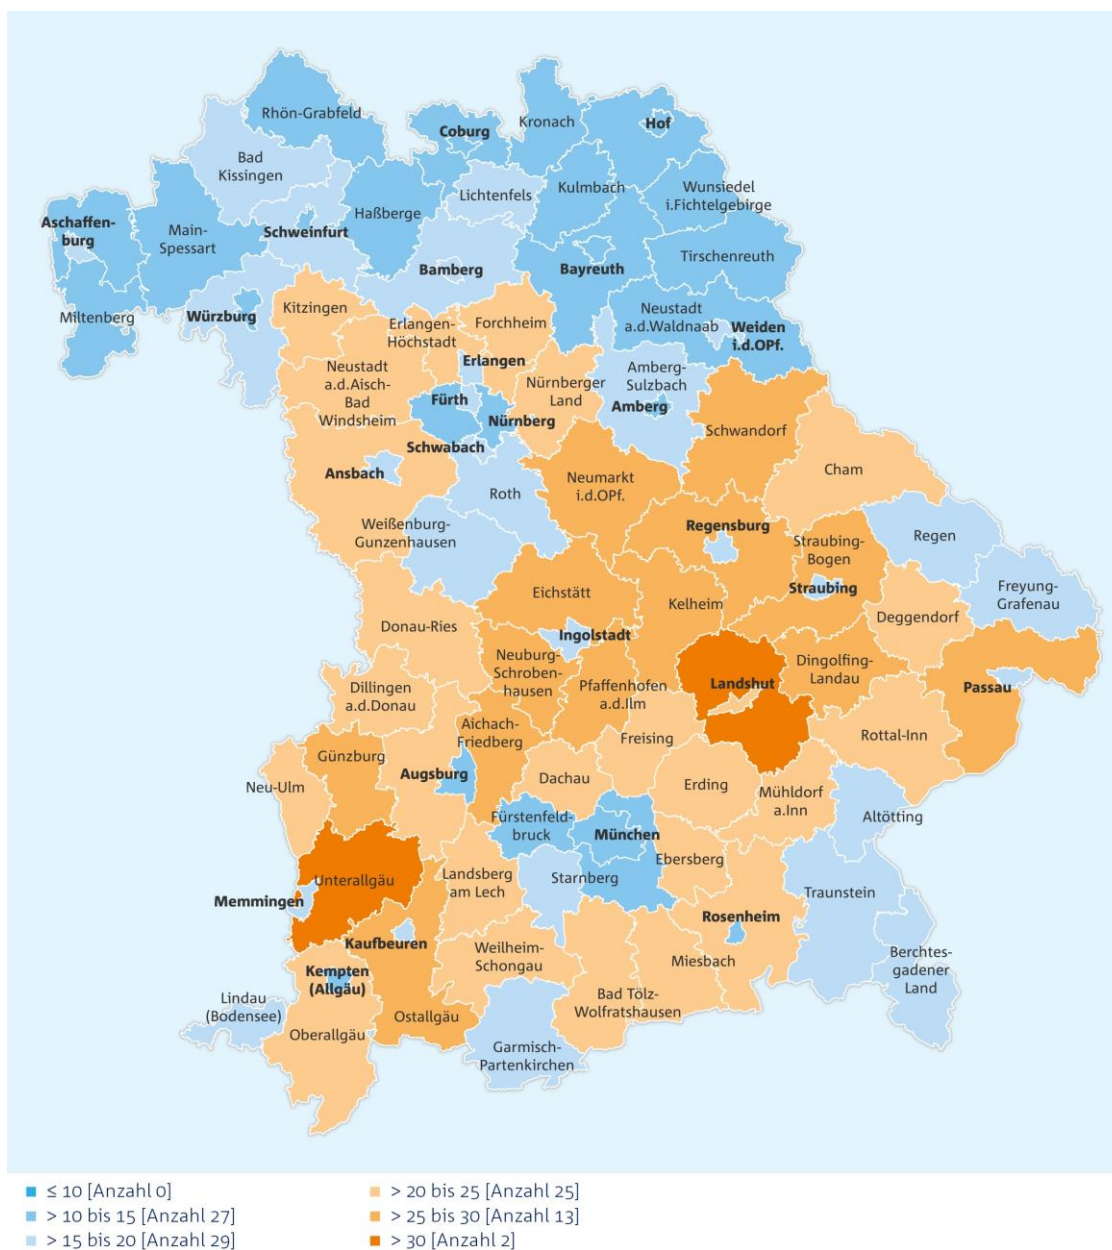 Rhön-Grabfeld
Coburg
Kronach
Hof
Bad
Kissingen
Lichtenfels
Kulmbach
Wunsiedel
i.Fichtelgebirge
Aschaffen-
burg
Main-
Spessart
Schweinfurt
Haßberge
Bamberg
Bayreuth
Tirschenreuth
Miltenberg
Würzburg
Kitzingen
Erlangen-
Höchstadt
Forchheim
Neustadt
a.d.Waldnaab
Weiden
i.d.OPf.
Neustadt
a.d.Aisch-
Bad
Windsheim
Erlangen
Nürnberger
Land
Amberg-
Sulzbach
Amberg
Fürth
Nürnberg
Schwabach
Schwandorf
Ansbach
Roth
Neumarkt
i.d.OPf.
Cham
Weißenburg-
Gunzenhausen
Regensburg
Straubing-
Bogen
Regen
Straubing
Freyung-
Grafenau
Eichstätt
Kelheim
Deggendorf
Donau-Ries
Ingolstadt
Neuburg-
Schroben-
hausen
Pfaffenhofen
a.d.Ilm
Landshut
Dingolfing-
Landau
Passau
Dillingen
a.d.Donau
Aichach-
Friedberg
Freising
Rottal-Inn
Günzburg
Neu-Ulm
Augsburg
Dachau
Erding
Mühldorf
a.Inn
Altötting
Fürstenfeld-
bruck
München
Ebersberg
Unterallgäu
Landsberg
am Lech
Starnberg
Traunstein
Memmingen
Kaufbeuren
Rosenheim
Weilheim-
Schongau
Miesbach
Berchtes-
gadener
Land
Kempten
(Allgäu)
Lindau
(Bodensee)
Oberallgäu
Ostallgäu
Bad Tölz-
Wolfratshausen
Garmisch-
Partenkirchen
≤ 10 [Anzahl 0]
> 10 bis 15 [Anzahl 27]
> 15 bis 20 [Anzahl 29]
> 20 bis 25 [Anzahl 25]
> 25 bis 30 [Anzahl 13]
> 30 [Anzahl 2]